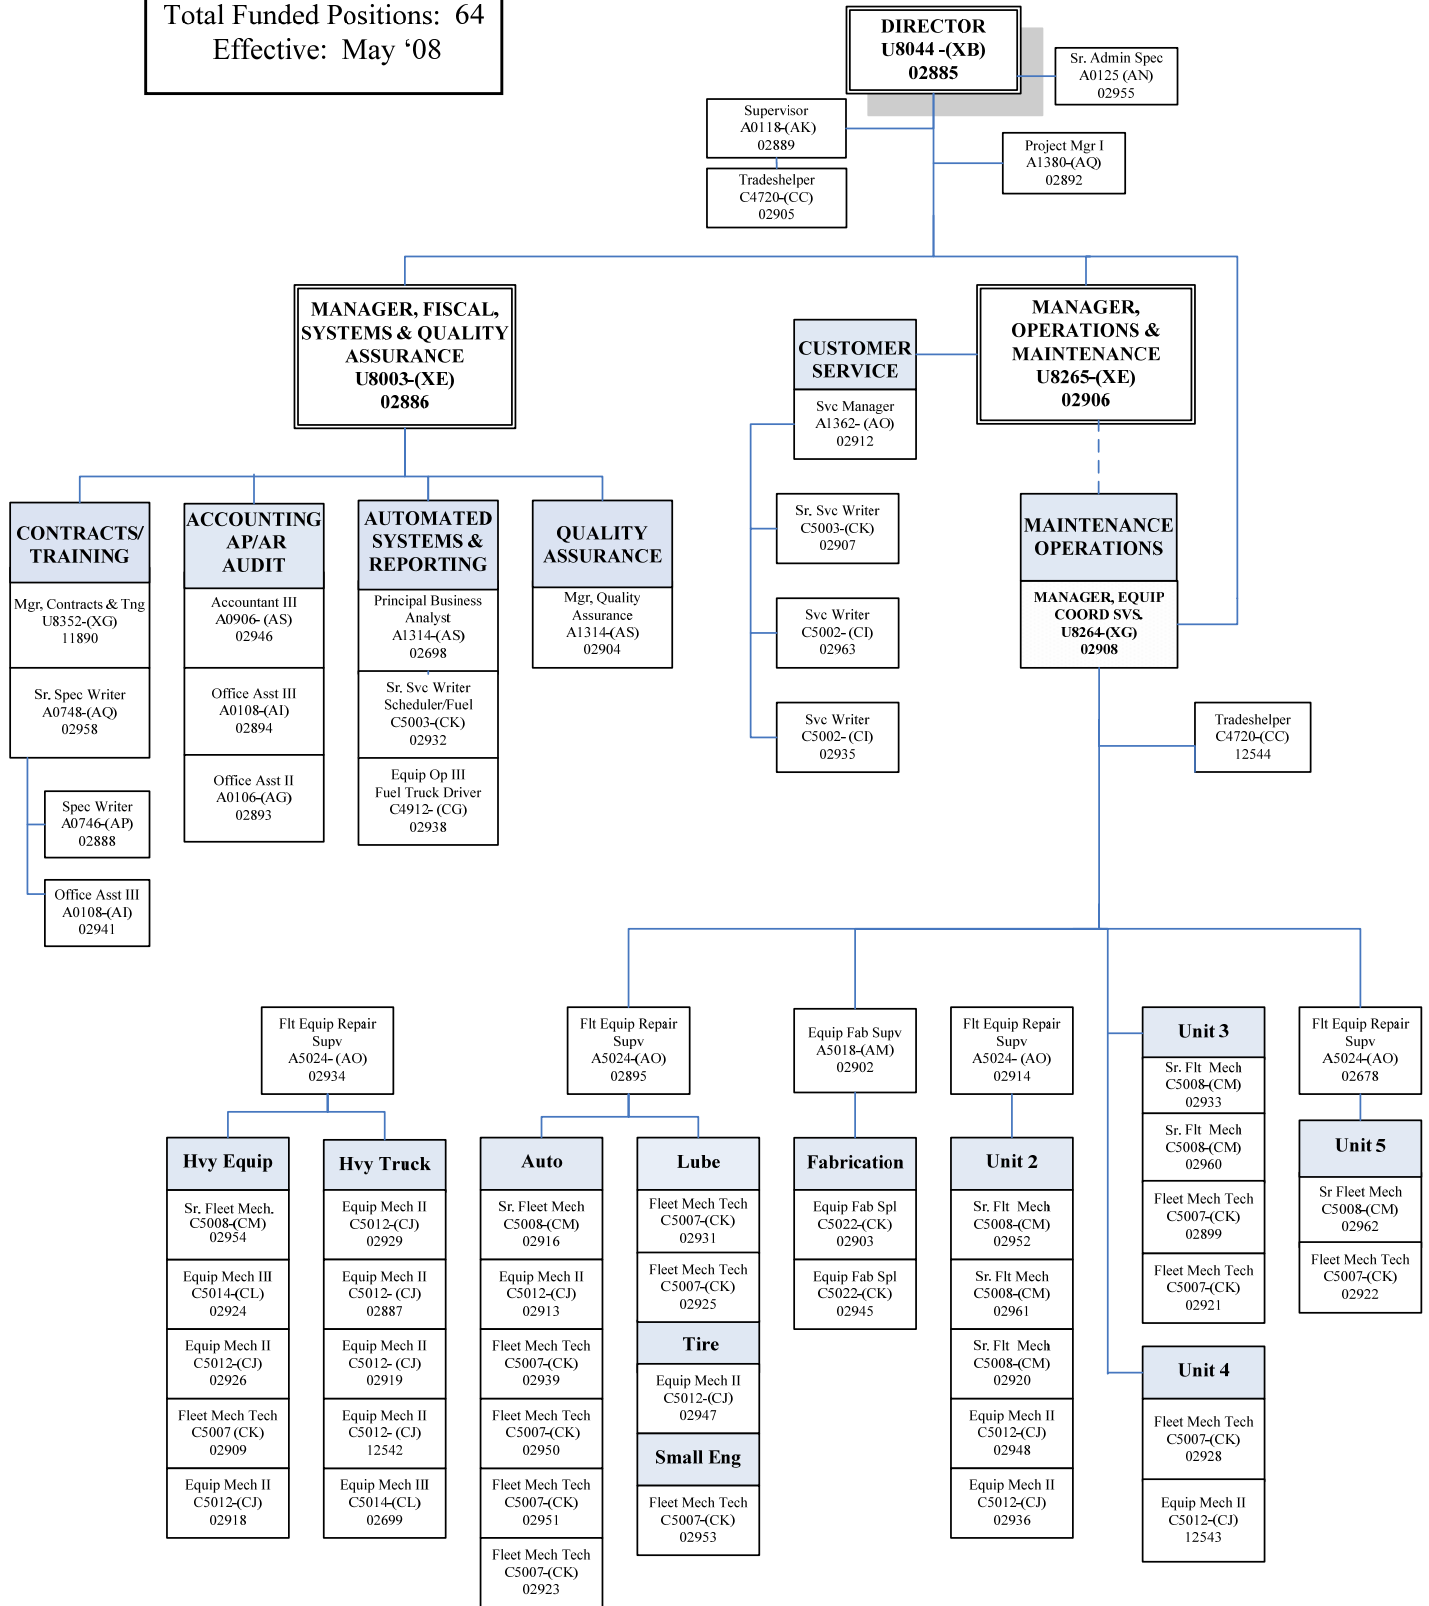 Total Funded Positions: 64
Effective: May ‘08
DIRECTOR
U8044 -(XB)
02885
Sr. Admin Spec
A0125 (AN)
02955
Supervisor
A0118-(AK)
02889
Tradeshelper
C4720-(CC)
02905
Project Mgr I
A1380-(AQ)
02892
MANAGER, FISCAL,
SYSTEMS & QUALITY
ASSURANCE
U8003-(XE)
02886
MANAGER,
OPERATIONS &
MAINTENANCE
U8265-(XE)
02906
CUSTOMER
SERVICE
Svc Manager
A1362- (AO)
02912
Sr. Svc Writer
C5003-(CK)
02907
Svc Writer
C5002- (CI)
02963
Svc Writer
C5002- (CI)
02935
MAINTENANCE
OPERATIONS
MANAGER, EQUIP
COORD SVS.
U8264-(XG)
02908
Tradeshelper
C4720-(CC)
12544
CONTRACTS/
TRAINING
Mgr, Contracts & Tng
U8352-(XG)
11890
Sr. Spec Writer
A0748-(AQ)
02958
Spec Writer
A0746-(AP)
02888
Office Asst III
A0108-(AI)
02941
ACCOUNTING
AP/AR
AUDIT
Accountant III
A0906- (AS)
02946
Office Asst III
A0108-(AI)
02894
Office Asst II
A0106-(AG)
02893
AUTOMATED
SYSTEMS &
REPORTING
Principal Business
Analyst
A1314-(AS)
02698
Sr. Svc Writer
Scheduler/Fuel
C5003-(CK)
02932
Equip Op III
Fuel Truck Driver
C4912- (CG)
02938
QUALITY
ASSURANCE
Mgr, Quality
Assurance
A1314-(AS)
02904
Flt Equip Repair
Supv
A5024- (AO)
02934
Hvy Equip
Sr. Fleet Mech.
C5008-(CM)
02954
Equip Mech III
C5014-(CL)
02924
Equip Mech II
C5012-(CJ)
02926
Fleet Mech Tech
C5007 (CK)
02909
Equip Mech II
C5012-(CJ)
02918
Hvy Truck
Equip Mech II
C5012-(CJ)
02929
Equip Mech II
C5012- (CJ)
02887
Equip Mech II
C5012- (CJ)
02919
Equip Mech II
C5012- (CJ)
12542
Equip Mech III
C5014-(CL)
02699
Flt Equip Repair
Supv
A5024-(AO)
02895
Auto
Sr. Fleet Mech
C5008-(CM)
02916
Equip Mech II
C5012-(CJ)
02913
Fleet Mech Tech
C5007-(CK)
02939
Fleet Mech Tech
C5007-(CK)
02950
Fleet Mech Tech
C5007-(CK)
02951
Fleet Mech Tech
C5007-(CK)
02923
Lube
Fleet Mech Tech
C5007-(CK)
02931
Fleet Mech Tech
C5007-(CK)
02925
Tire
Equip Mech II
C5012-(CJ)
02947
Small Eng
Fleet Mech Tech
C5007-(CK)
02953
Equip Fab Supv
A5018-(AM)
02902
Fabrication
Equip Fab Spl
C5022-(CK)
02903
Equip Fab Spl
C5022-(CK)
02945
Flt Equip Repair
Supv
A5024- (AO)
02914
Unit 2
Sr. Flt Mech
C5008-(CM)
02952
Sr. Flt Mech
C5008-(CM)
02961
Sr. Flt Mech
C5008-(CM)
02920
Equip Mech II
C5012-(CJ)
02948
Equip Mech II
C5012-(CJ)
02936
Unit 3
Sr. Flt Mech
C5008-(CM)
02933
Sr. Flt Mech
C5008-(CM)
02960
Fleet Mech Tech
C5007-(CK)
02899
Fleet Mech Tech
C5007-(CK)
02921
Unit 4
Fleet Mech Tech
C5007-(CK)
02928
Equip Mech II
C5012-(CJ)
12543
Flt Equip Repair
Supv
A5024-(AO)
02678
Unit 5
Sr Fleet Mech
C5008-(CM)
02962
Fleet Mech Tech
C5007-(CK)
02922